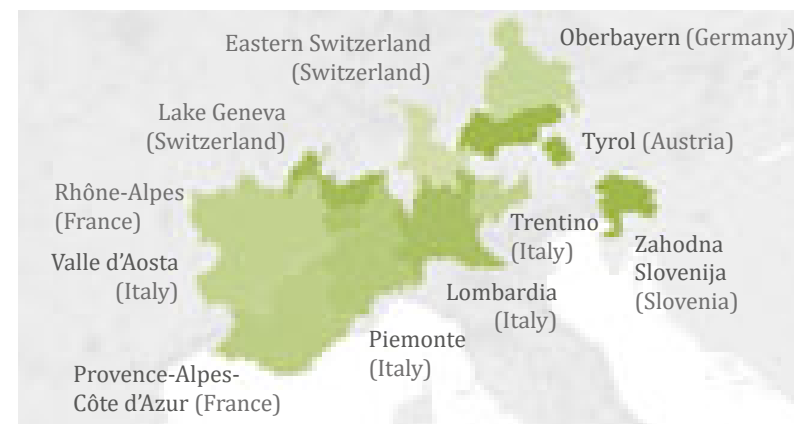 Eastern Switzerland
(Switzerland)
Oberbayern (Germany)
Lake Geneva
(Switzerland)
Tyrol (Austria)
Rhône-Alpes
(France)
Valle d'Aosta
(Italy)
Trentino
(Italy)
Zahodna
Slovenija
(Slovenia)
Lombardia
(Italy)
Piemonte
(Italy)
Provence-Alpes-
Côte d'Azur (France)